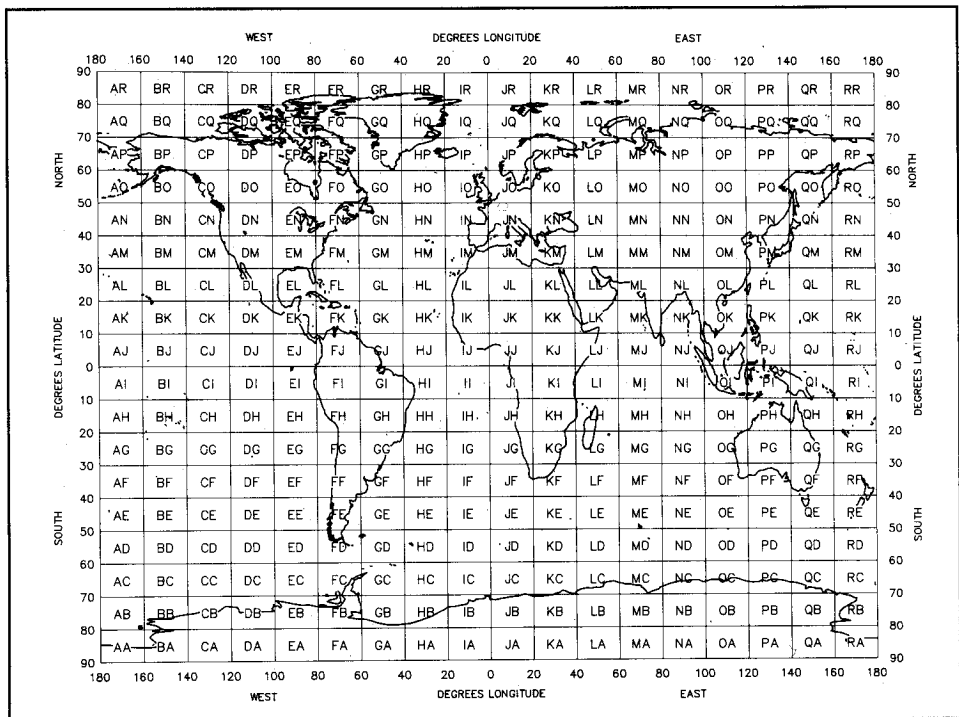 WEST DEGREES LONGITUDE EAST
180 160 140 120 100 80 60 40 20 0 20 40 60 80 100 120 140 160 180
90 90
AR BR CR DR ER FR GR HR IR JR KR LR MR NR OR PR QR RR
80 80
AQ BQ CQ DQ EQ FQ GQ HQ IQ JQ KQ LQ MQ NQ OQ PQ QQ RQ
70 70
AP BP CP DP EP FP GP HP IP JP KP LP MP NP OP PP QP RP
NORTH NORTH
60 60
AO BO CO DO EO FO GO HO IO JO KO LO MO NO OO PO QO RO
50 50
AN BN CN DN EN FN GN HN IN JN KN LN MN NN ON PN QN RN
40 40
AM BM CM DM EM FM GM HM IM JM KM LM MM NM OM PM QM RM
30 30
AL BL CL DL EL FL GL HL IL JL KL LL ML NL OL PL QL RL
20 20
AK BK CK DK EK FK GK HK IK JK KK LK MK NK OK PK QK RK
10 10
AJ BJ CJ DJ EJ FJ GJ HJ IJ JJ KJ LJ MJ NJ OJ PJ QJ RJ
DEGREES LATITUDE DEGREES LATITUDE
0 0
AI BI CI DI EI FI GI HI II JI KI LI MI NI OI PI QI RI
10 10
AH BH CH DH EH FH GH HH IH JH KH LH MH NH OH PH QH RH
20 20
AG BG GG DG EG FG GG HG IG JG KG LG MG NG OG PG QG RG
30 30
AF BF CF DF EF FF GF HF IF JF KF LF MF NF OF PF QF RF
40 40
AE BE CE DE EE FE GE HE IE JE KE LE ME NE OE PE QE RE
50 50
SOUTH SOUTH
AD BD CD DD ED FD GD HD ID JD KD LD MD ND OD PD QD RD
60 60
AC BC CC DC EC FC GC HC IC JC KC LC MC NC OC PC QC RC
70 70
AB BB CB DB EB FB GB HB IB JB KB LB MB NB OB PB QB RB
80 80
AA BA CA DA EA FA GA HA IA JA KA LA MA NA OA PA QA RA
90 90
180 160 140 120 100 80 60 40 20 0 20 40 60 80 100 120 140 160 180
WEST DEGREES LONGITUDE EAST